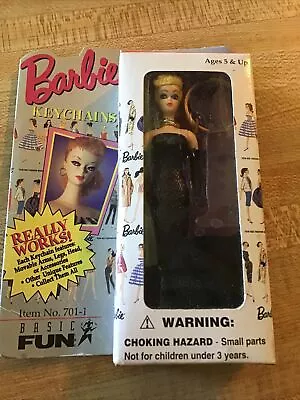 Barbie
KEYCHAINS
REALLY
WORKS!
Each Keychain features
Movable Arms, Legs, Head,
or Accessories
• Other Unique Features
• Collect Them All
Item No. 701-1
BASIC
FUN
Ages 5 & Up
Barbie
Barbie
Barbie
WARNING:
CHOKING HAZARD - Small parts
Not for children under 3 years.